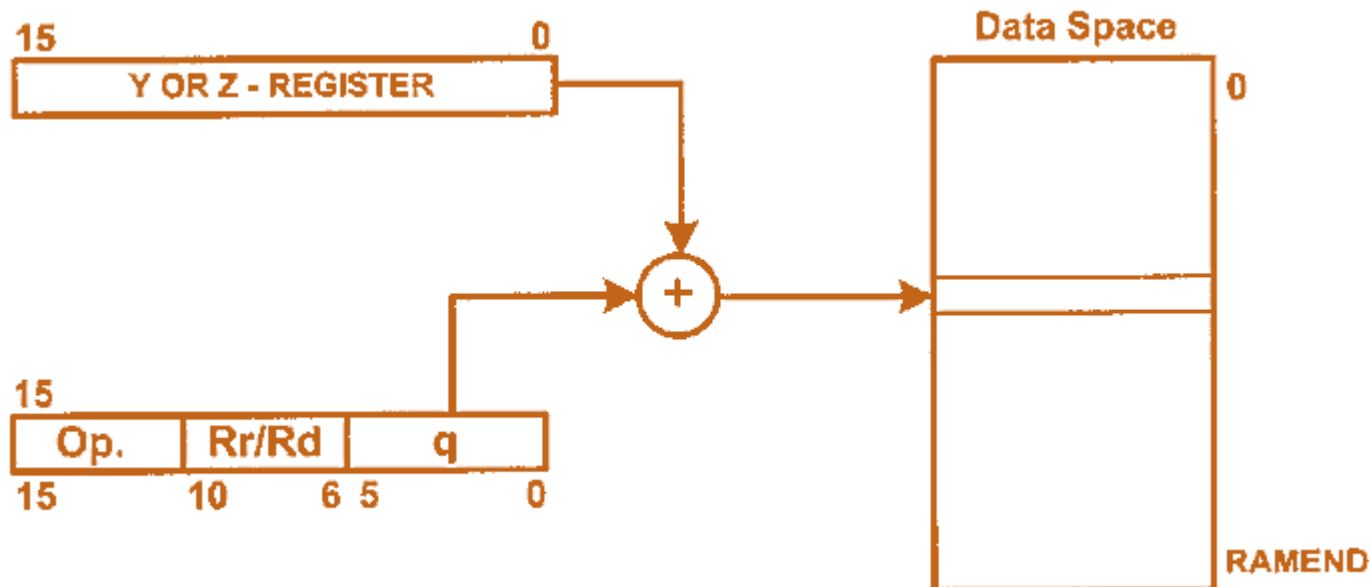 Data Space
15 0
Y OR Z - REGISTER
0
+
15
Op. Rr/Rd q
15 10 6 5 0
RAMEND